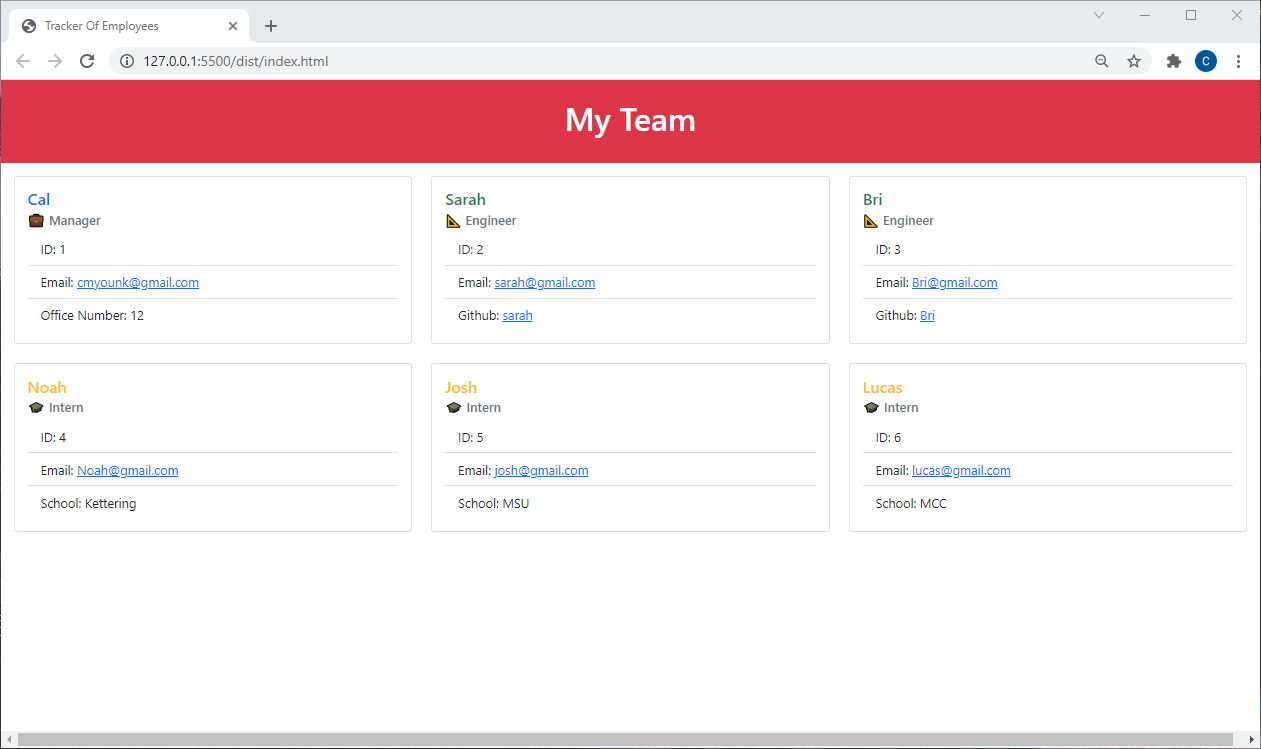 Tracker Of Employees
127.0.0.1:5500/dist/index.html
C
My Team
Cal
Manager
ID: 1
Email: cmyounk@gmail.com
Office Number: 12
Sarah
Engineer
ID: 2
Email: sarah@gmail.com
Github: sarah
Bri
Engineer
ID: 3
Email: Bri@gmail.com
Github: Bri
Noah
Intern
ID: 4
Email: Noah@gmail.com
School: Kettering
Josh
Intern
ID: 5
Email: josh@gmail.com
School: MSU
Lucas
Intern
ID: 6
Email: lucas@gmail.com
School: MCC